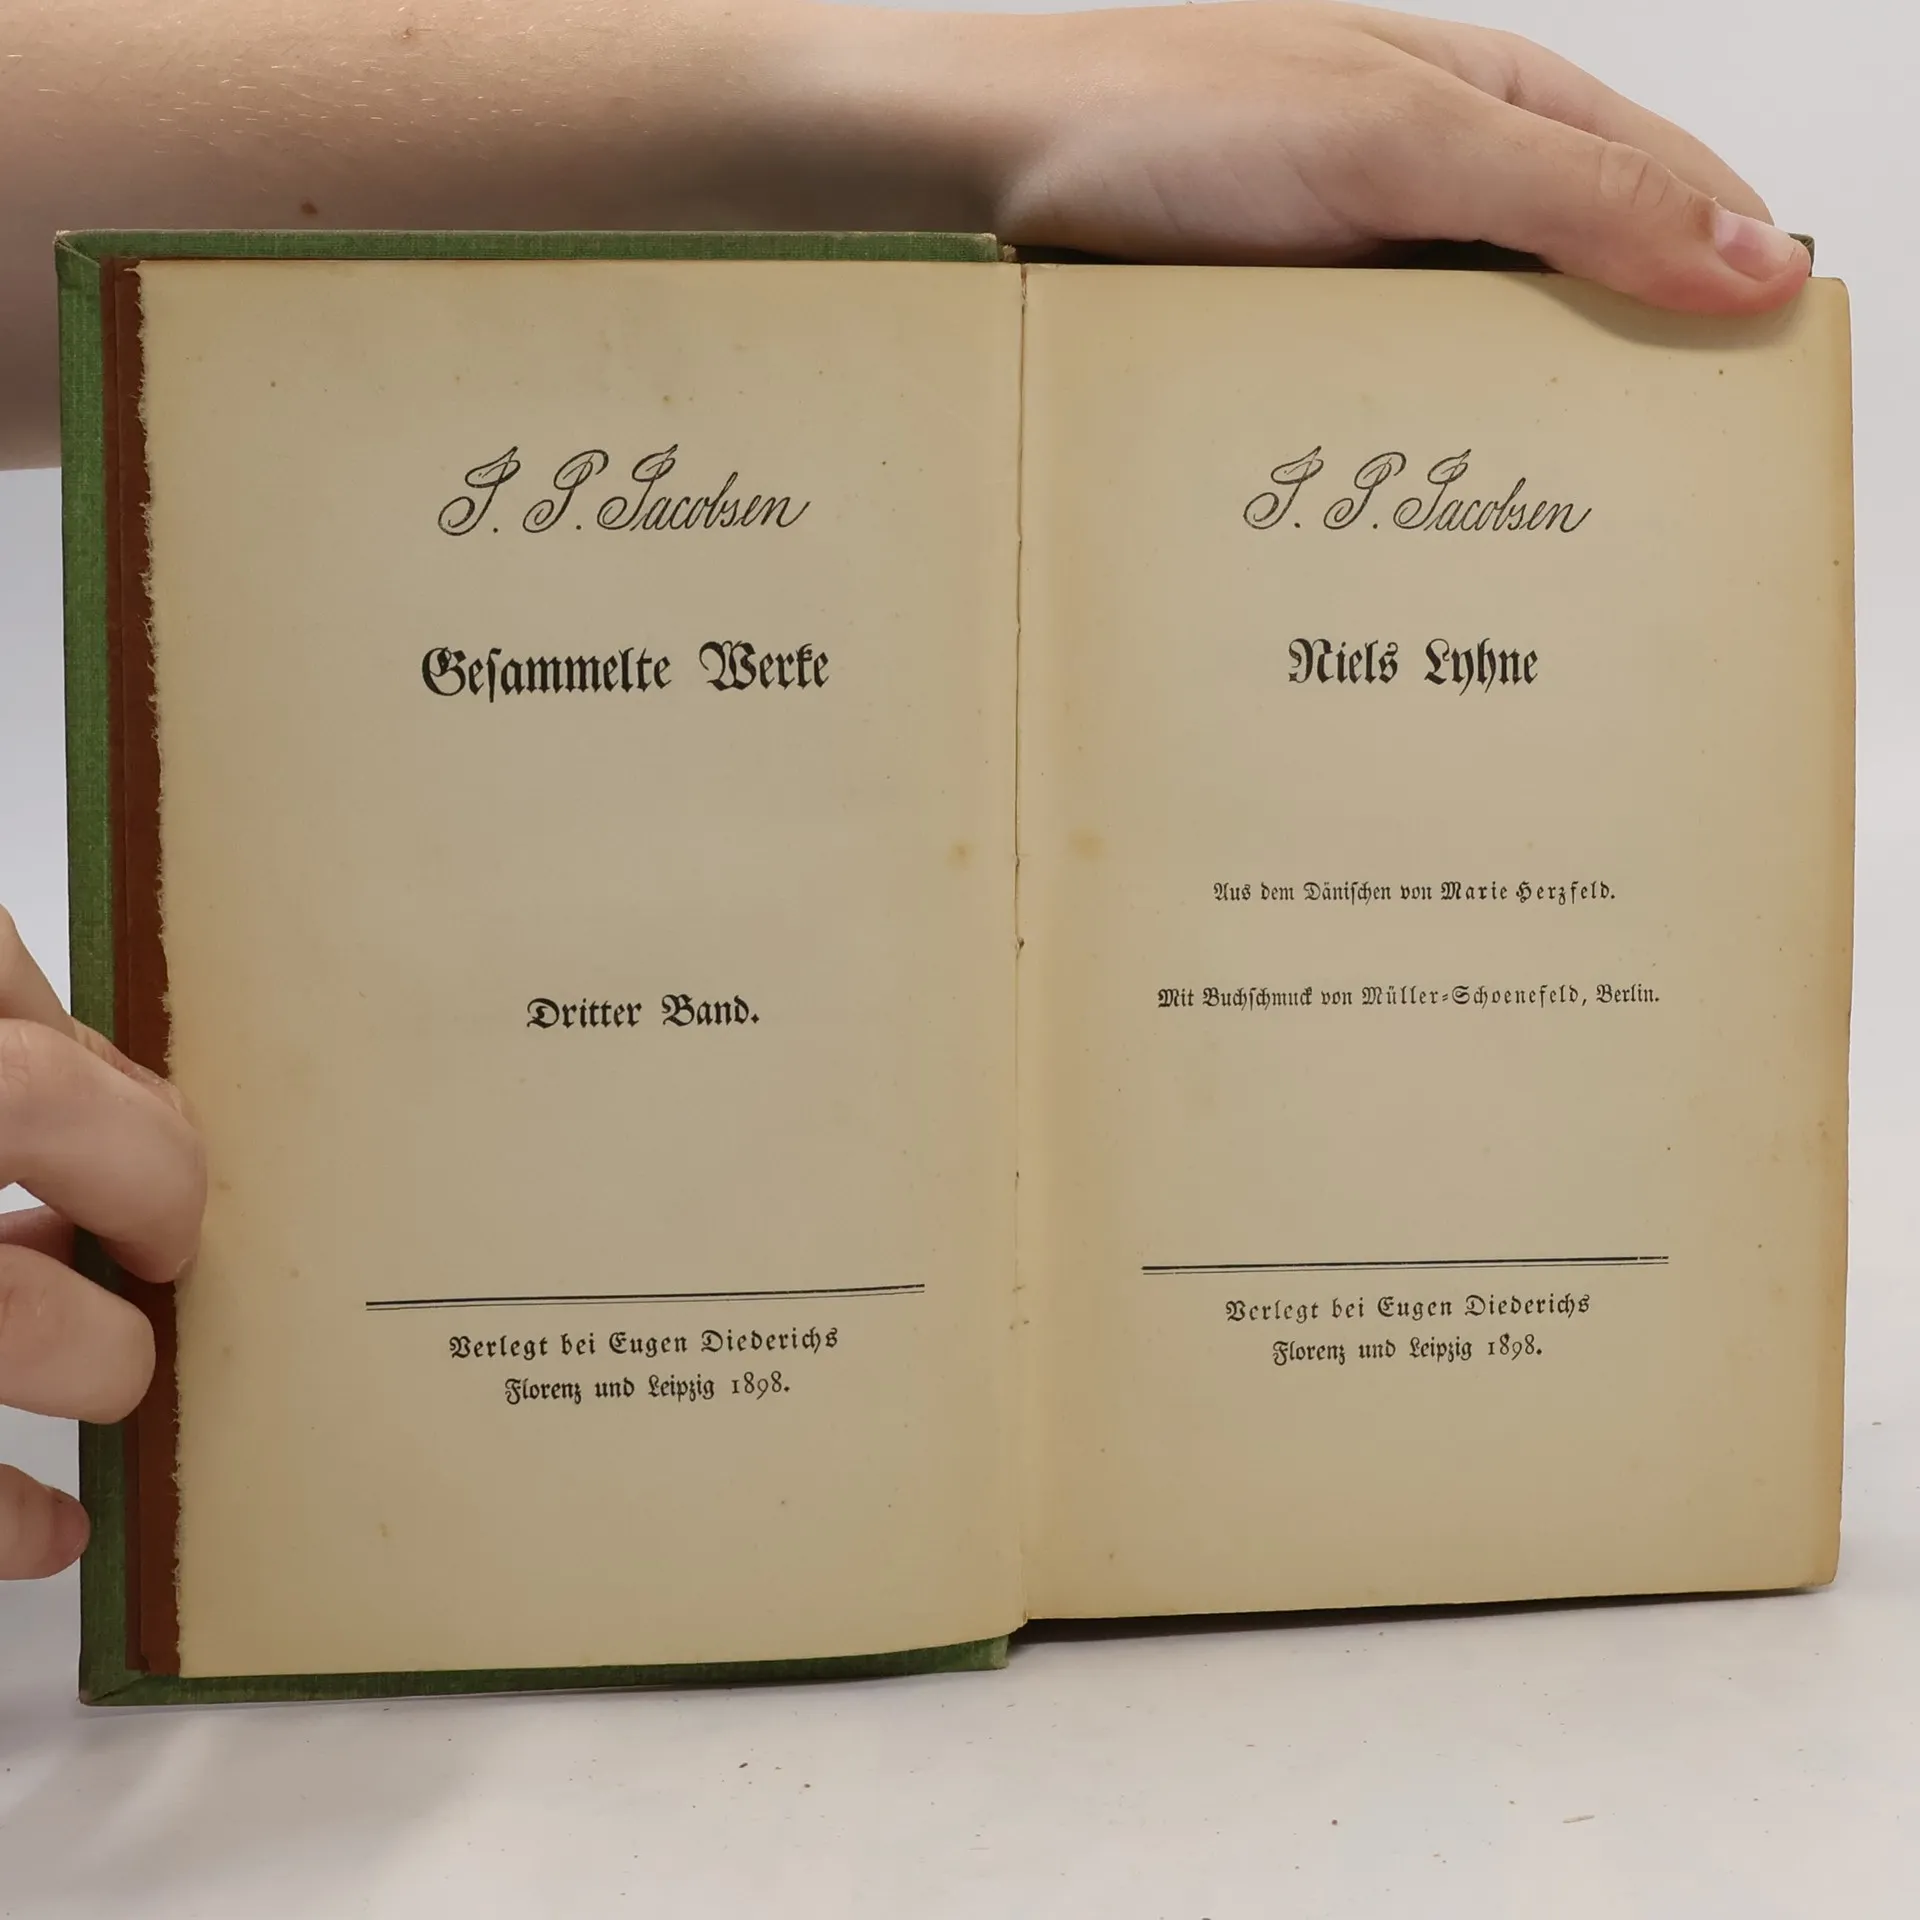 J. P. Jacobsen
Gesammelte Werke
Dritter Band.
Verlegt bei Eugen Diederichs
Florenz und Leipzig 1898.
J. P. Jacobsen
Niels Lyhne
Aus dem Dänischen von Marie Herzfeld.
Mit Buchschmuck von Müller-Schoenefeld, Berlin.
Verlegt bei Eugen Diederichs
Florenz und Leipzig 1898.